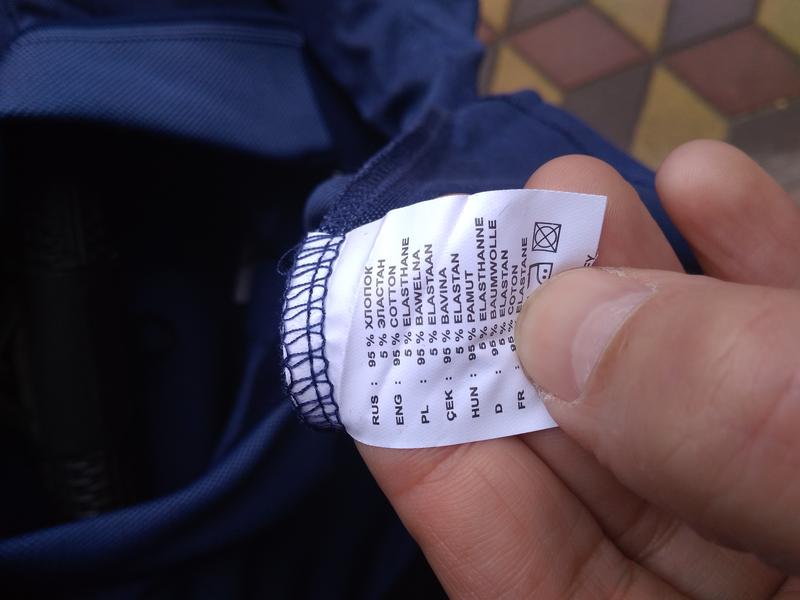 RUS : 95 % ХЛОПОК
5 % ЭЛАСТАН
ENG : 95 % COTTON
5 % ELASTHANE
PL : 95 % BAWELNA
5 % ELASTAAN
ÇEK : 95 % BAVINA
5 % ELASTAN
HUN : 95 % PAMUT
5 % ELASTHANNE
D : 95 % BAUMWOLLE
5 % ELASTAN
FR : 95 % COTON
ELASTANE